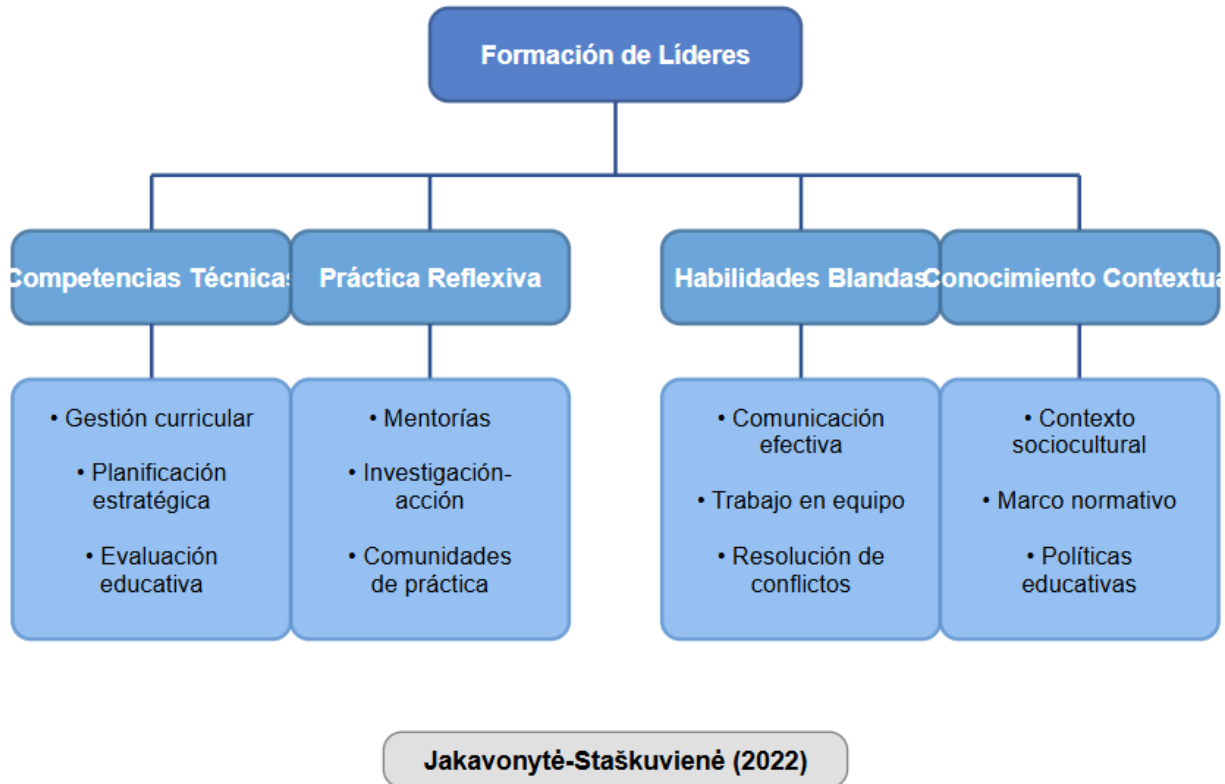 Formación de Líderes
Competencias Técnicas
Práctica Reflexiva
Habilidades Blandas
Conocimiento Contextua
• Gestión curricular
• Planificación
estratégica
• Evaluación
educativa
• Mentorías
• Investigación-
acción
• Comunidades
de práctica
• Comunicación
efectiva
• Trabajo en equipo
• Resolución de
conflictos
• Contexto
sociocultural
• Marco normativo
• Políticas
educativas
Jakavonytė-Staškuvienė (2022)